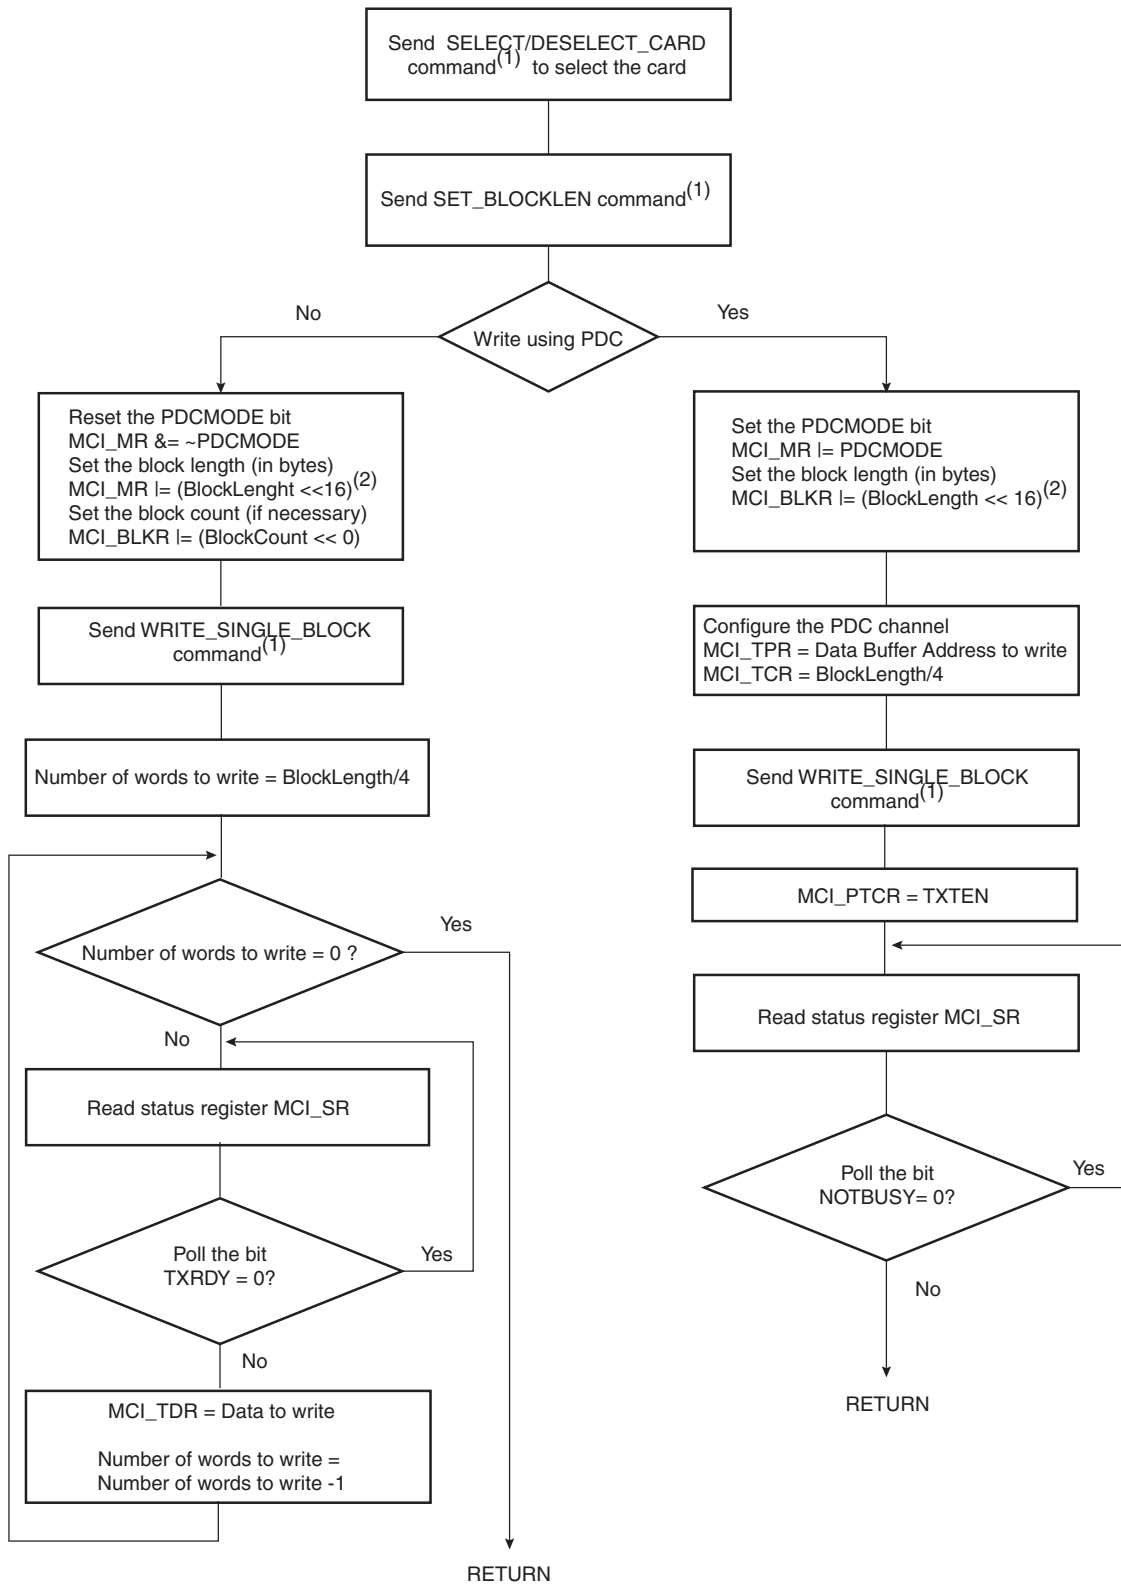 Send SELECT/DESELECT_CARD
command(1) to select the card
Send SET_BLOCKLEN command(1)
Write using PDC
No
Yes
Reset the PDCMODE bit
MCI_MR &= ~PDCMODE
Set the block length (in bytes)
MCI_MR |= (BlockLenght <<16)(2)
Set the block count (if necessary)
MCI_BLKR |= (BlockCount << 0)
Send WRITE_SINGLE_BLOCK
command(1)
Number of words to write = BlockLength/4
Number of words to write = 0 ?
Yes
No
Read status register MCI_SR
Poll the bit
TXRDY = 0?
Yes
No
MCI_TDR = Data to write
Number of words to write =
Number of words to write -1
RETURN
Set the PDCMODE bit
MCI_MR |= PDCMODE
Set the block length (in bytes)
MCI_BLKR |= (BlockLength << 16)(2)
Configure the PDC channel
MCI_TPR = Data Buffer Address to write
MCI_TCR = BlockLength/4
Send WRITE_SINGLE_BLOCK
command(1)
MCI_PTCR = TXTEN
Read status register MCI_SR
Poll the bit
NOTBUSY= 0?
Yes
No
RETURN